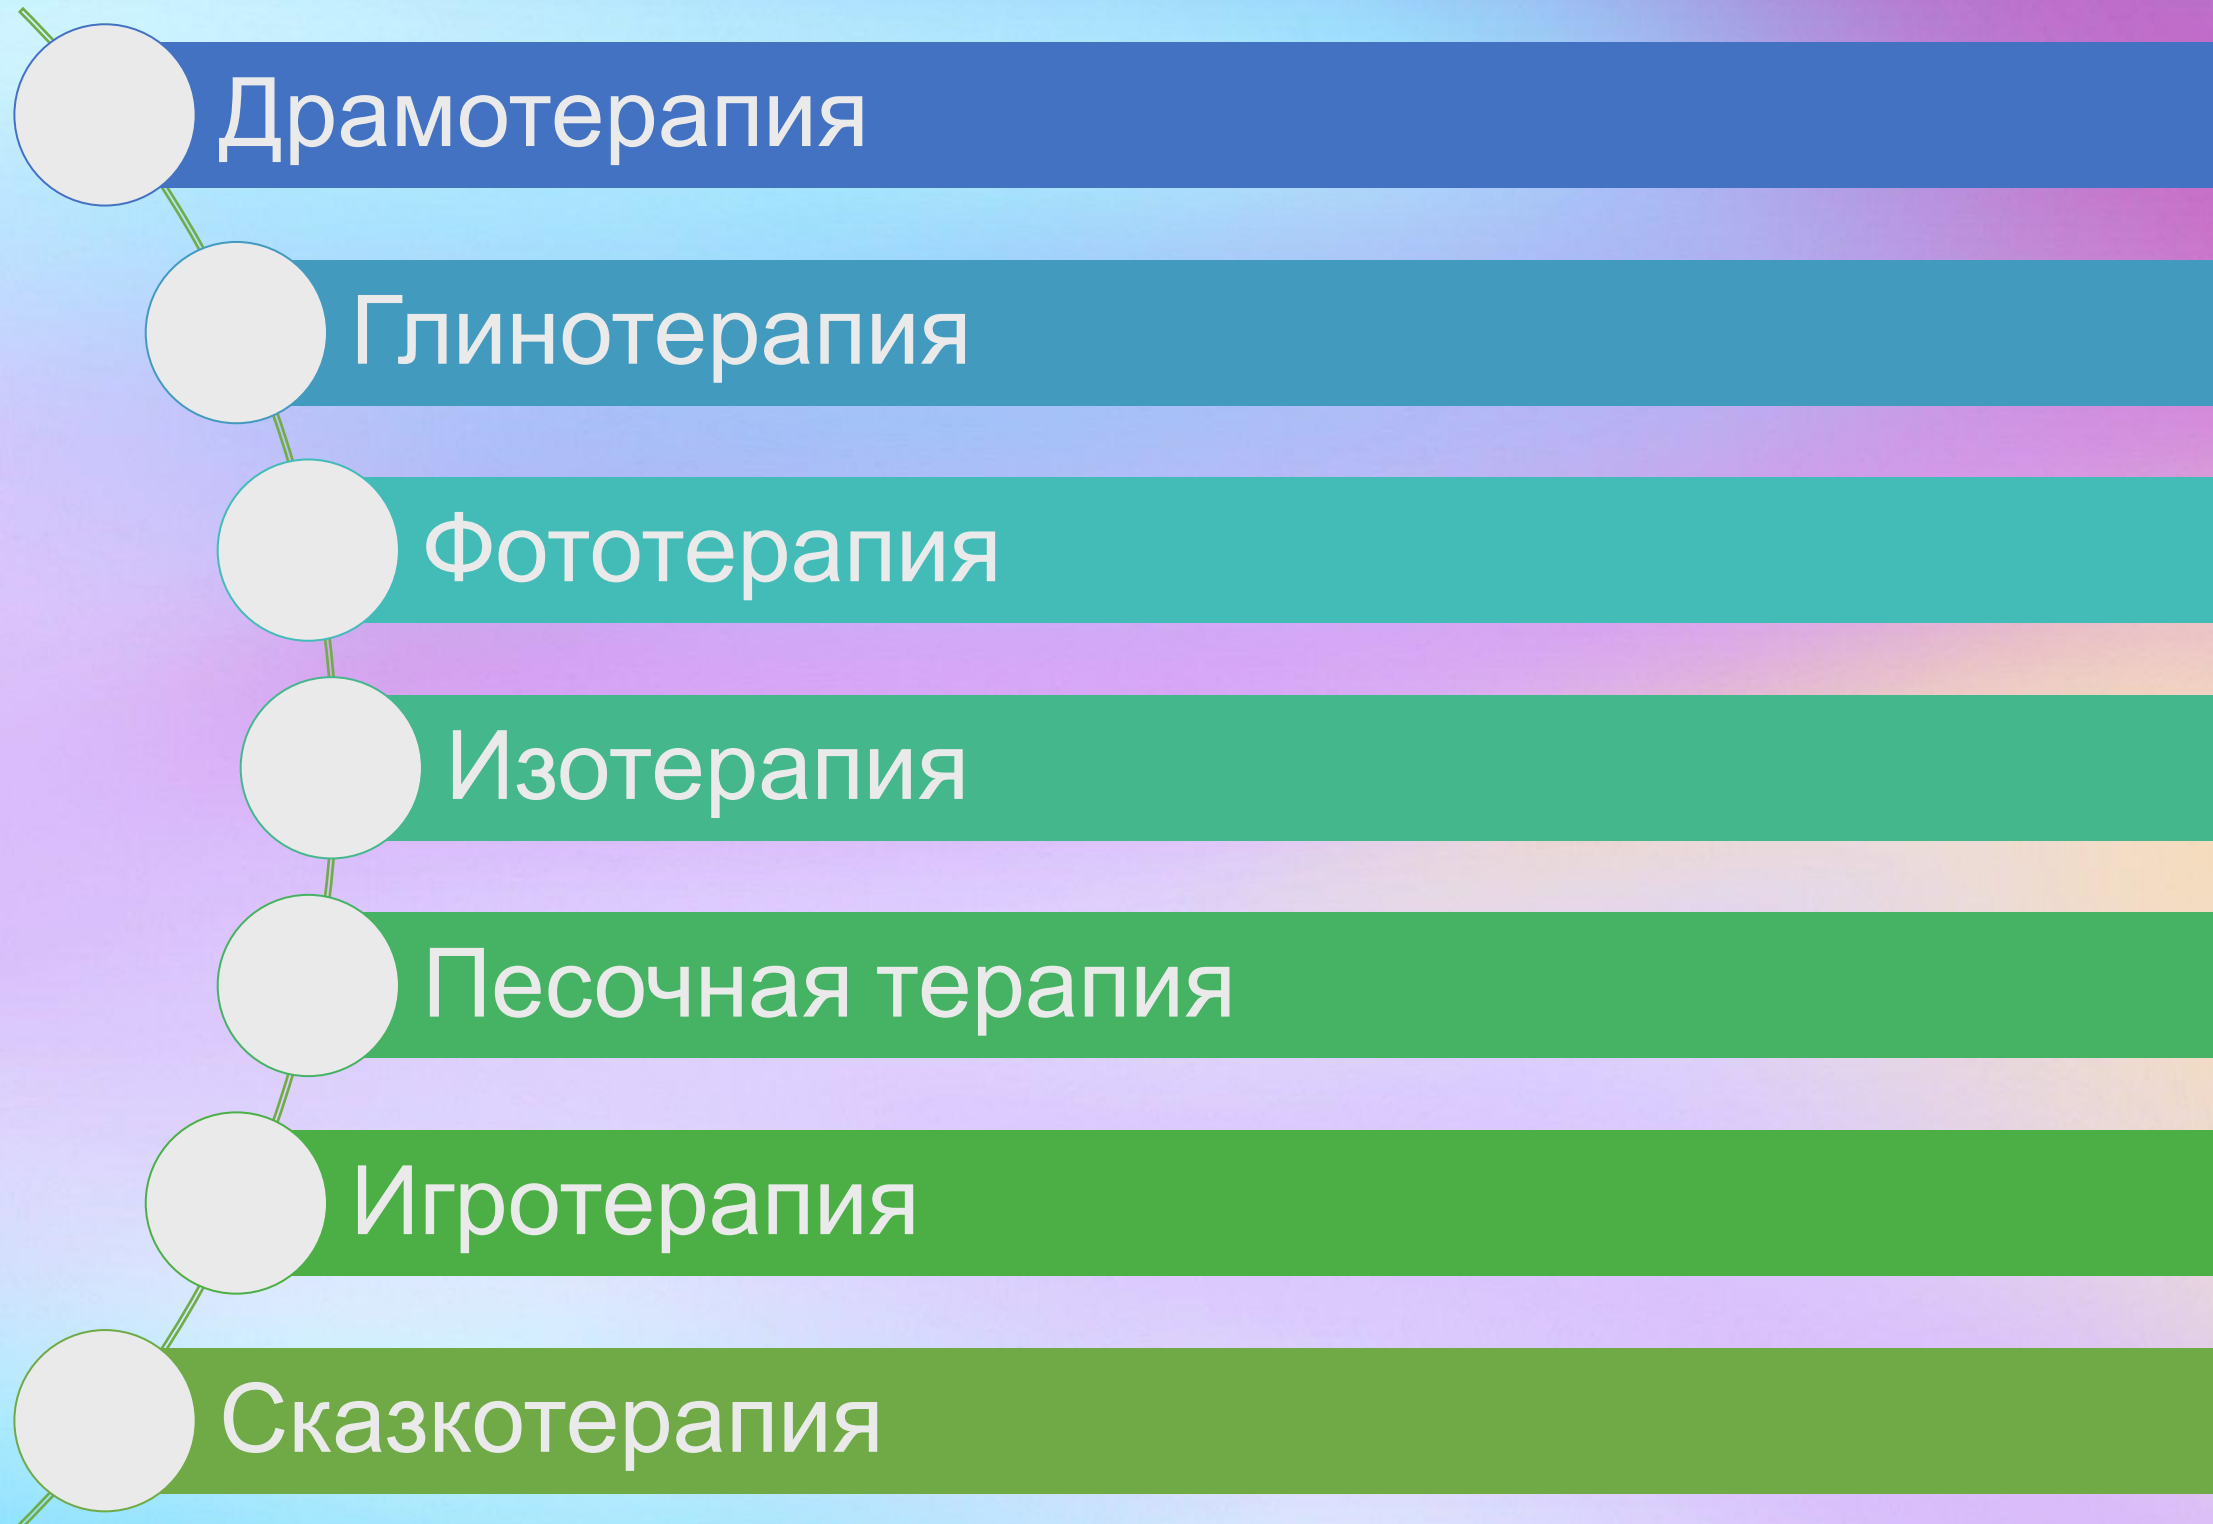 Драмотерапия
Глинотерапия
Фототерапия
Изотерапия
Песочная терапия
Игротерапия
Сказкотерапия